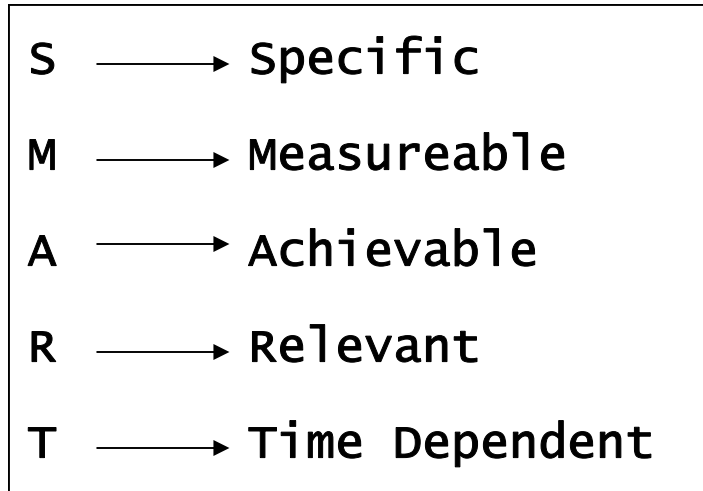 S → Specific
M → Measureable
A → Achievable
R → Relevant
T → Time Dependent